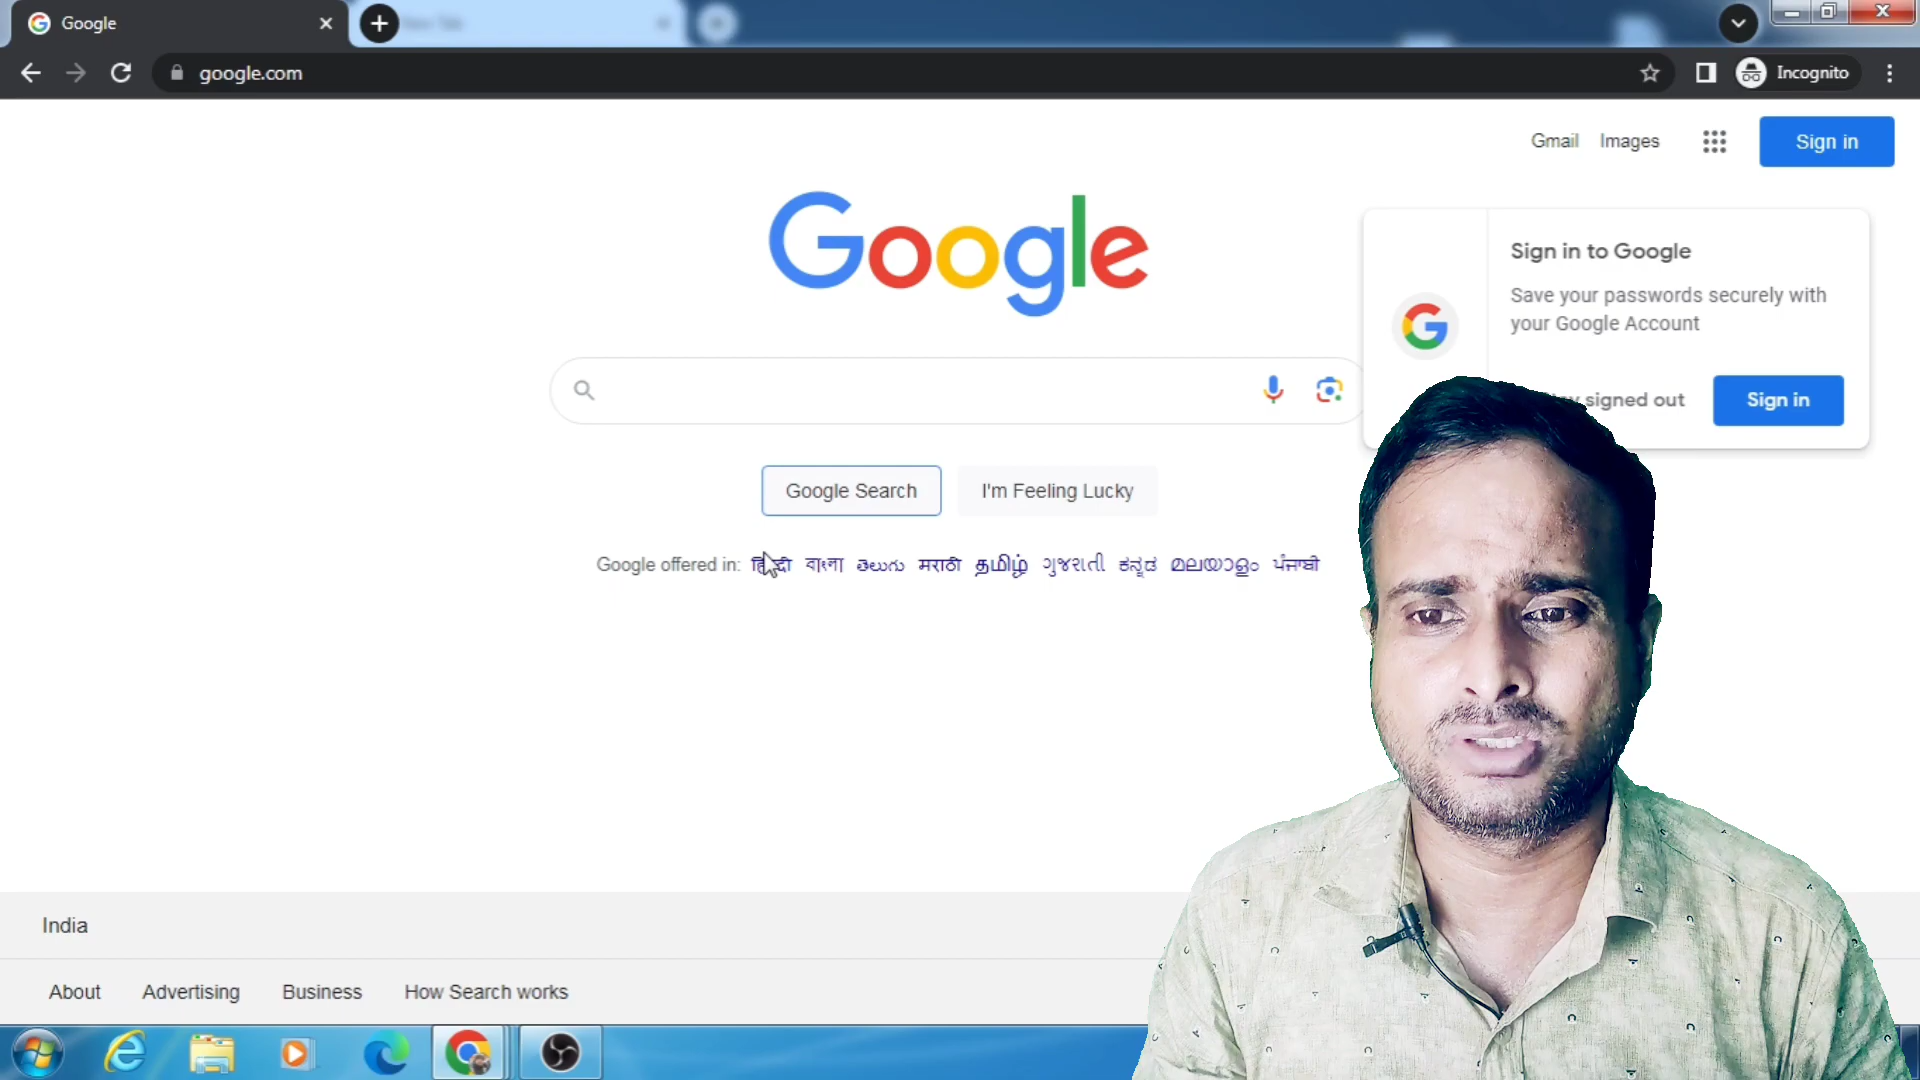 Google
New Tab
google.com
Incognito
Gmail Images Sign in
Google
Sign in to Google
Save your passwords securely with
your Google Account
signed out Sign in
Google Search I'm Feeling Lucky
Google offered in: हिन्दी বাংলা తెలుగు मराठी தமிழ் ગુજરાતી ಕನ್ನಡ മലയാളം ਪੰਜਾਬੀ
India
About Advertising Business How Search works